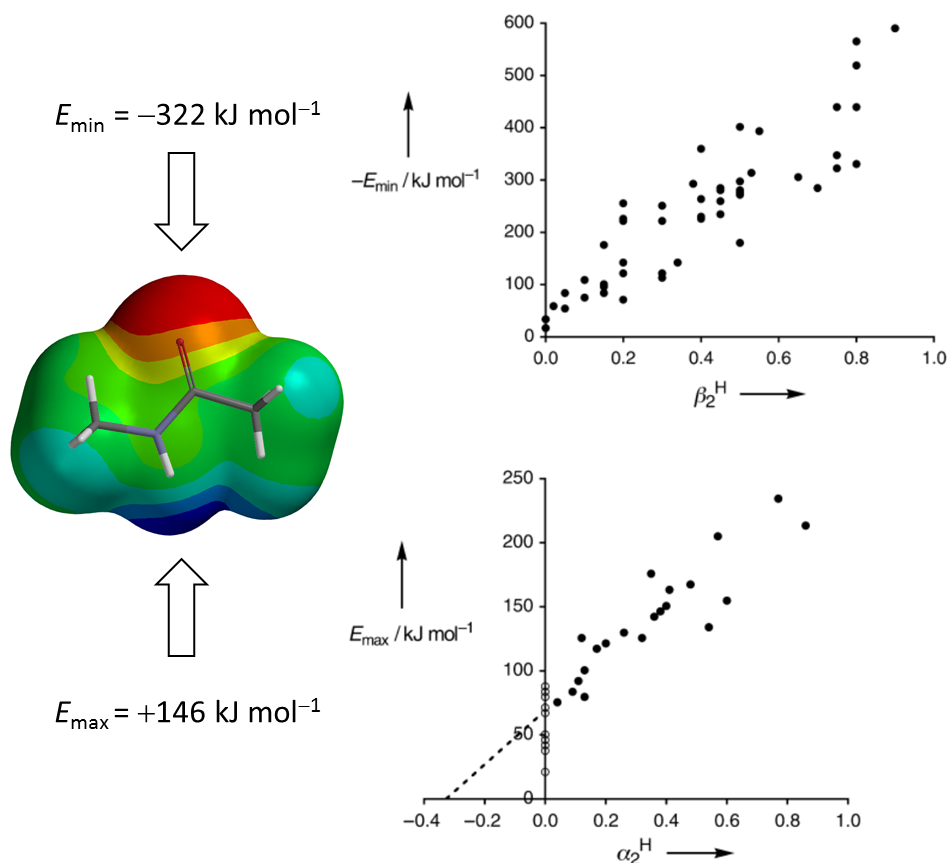 E_min = −322 kJ mol⁻¹
E_max = +146 kJ mol⁻¹
600
500
400
300
200
100
0
−E_min / kJ mol⁻¹
0.0 0.2 0.4 0.6 0.8 1.0
β₂ᴴ
250
200
150
100
50
0
E_max / kJ mol⁻¹
−0.4 −0.2 0.0 0.2 0.4 0.6 0.8 1.0
α₂ᴴ